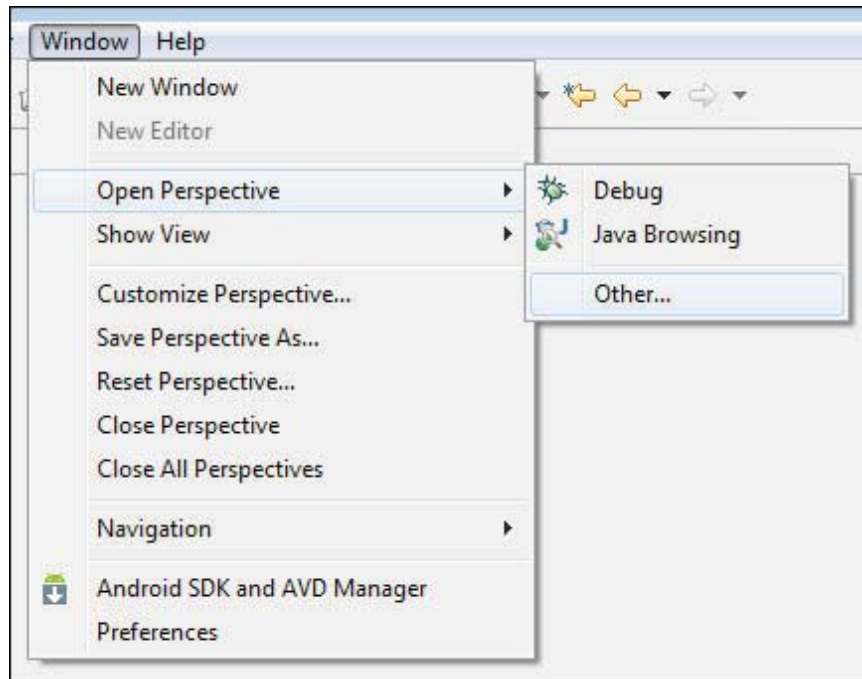 Window Help
New Window
New Editor
Open Perspective
Debug
Show View
Java Browsing
Customize Perspective...
Other...
Save Perspective As...
Reset Perspective...
Close Perspective
Close All Perspectives
Navigation
Android SDK and AVD Manager
Preferences